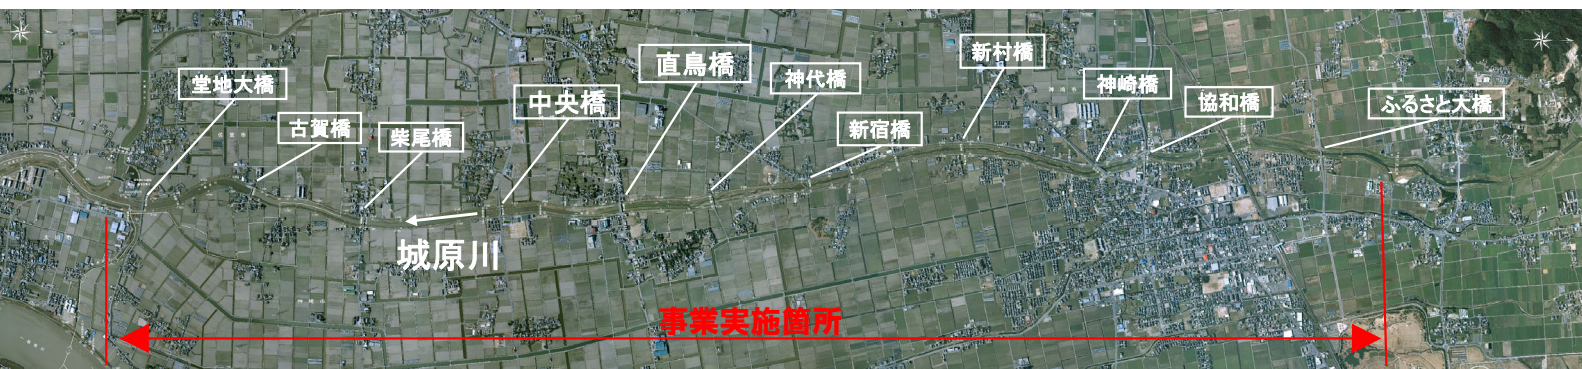 新村橋
直鳥橋
神代橋
堂地大橋
神崎橋
中央橋
協和橋
ふるさと大橋
古賀橋
柴尾橋
新宿橋
城原川
事業実施箇所